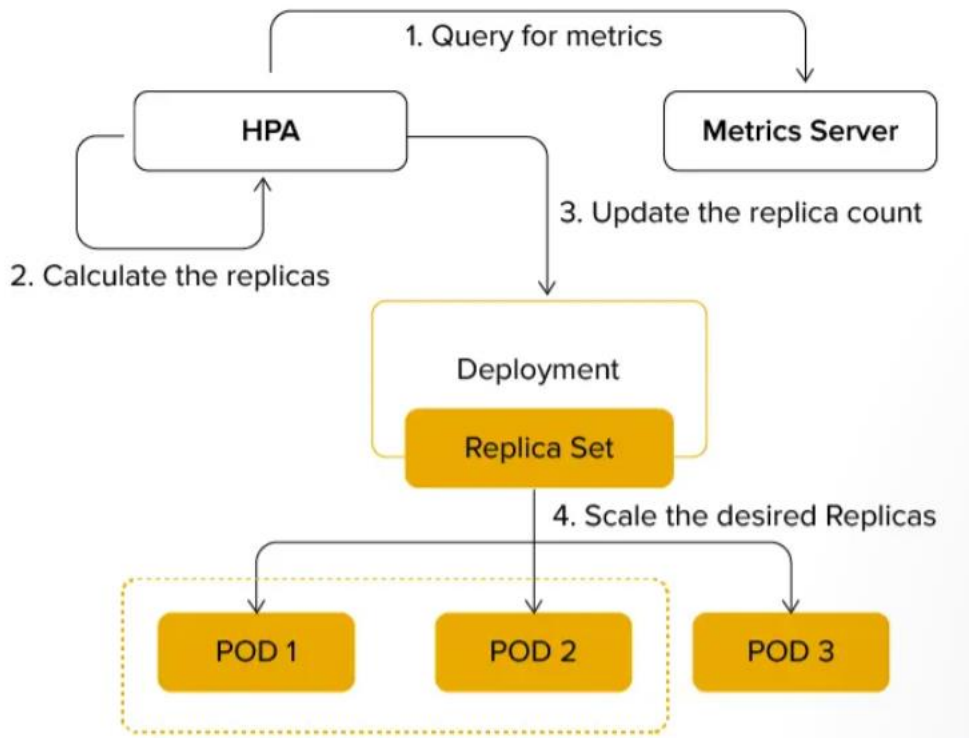 1. Query for metrics
HPA
Metrics Server
3. Update the replica count
2. Calculate the replicas
Deployment
Replica Set
4. Scale the desired Replicas
POD 1
POD 2
POD 3